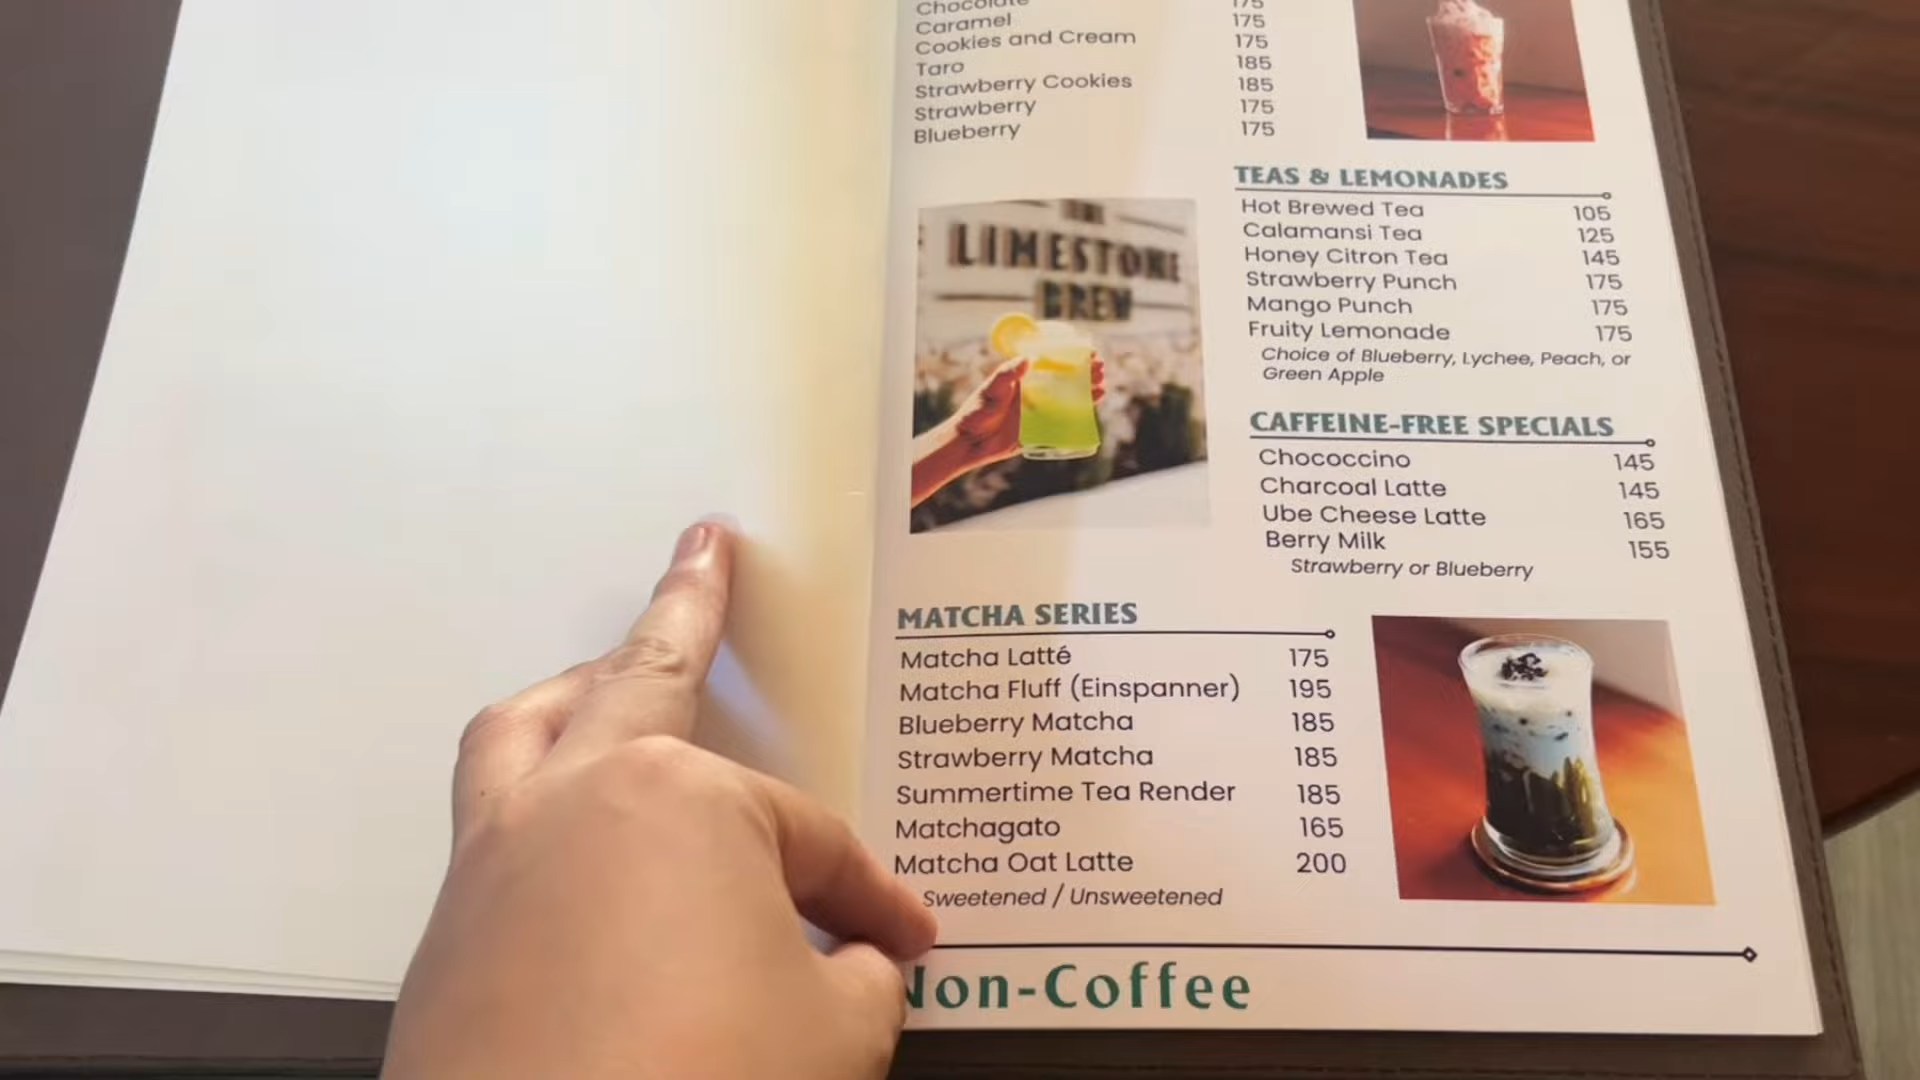 Chocolate 175
Caramel 175
Cookies and Cream 175
Taro 185
Strawberry Cookies 185
Strawberry 175
Blueberry 175
TEAS & LEMONADES
Hot Brewed Tea 105
Calamansi Tea 125
Honey Citron Tea 145
Strawberry Punch 175
Mango Punch 175
Fruity Lemonade 175
Choice of Blueberry, Lychee, Peach, or
Green Apple
THE
LIMESTONE
BREW
CAFFEINE-FREE SPECIALS
Chococcino 145
Charcoal Latte 145
Ube Cheese Latte 165
Berry Milk 155
Strawberry or Blueberry
MATCHA SERIES
Matcha Latté 175
Matcha Fluff (Einspanner) 195
Blueberry Matcha 185
Strawberry Matcha 185
Summertime Tea Render 185
Matchagato 165
Matcha Oat Latte 200
Sweetened / Unsweetened
Non-Coffee